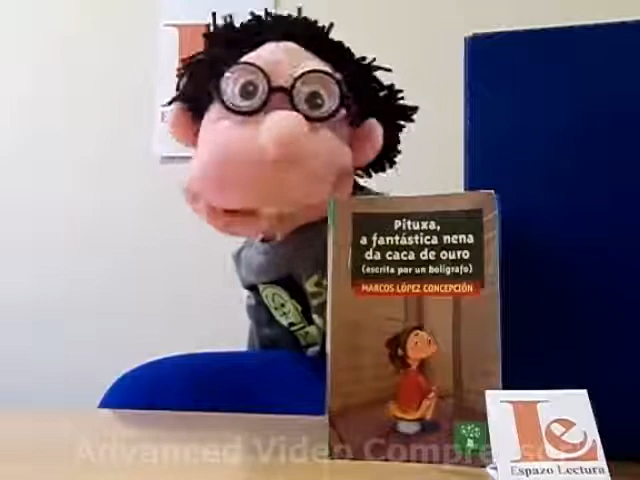 Pituxa,
a fantástica nena
da caca de ouro
(escrita por un bolígrafo)
MARCOS LÓPEZ CONCEPCIÓN
Le
Espazo Lectura
Advanced Video Compressor